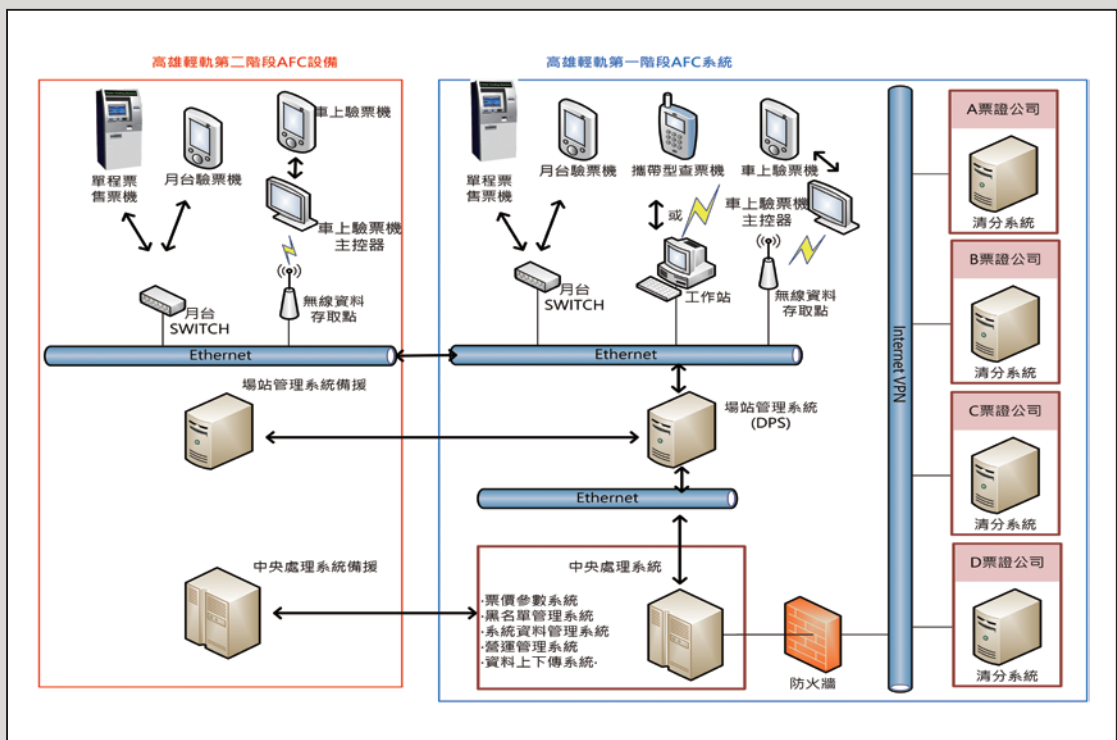 高雄輕軌第二階段AFC設備
車上驗票機
單程票
售票機
月台驗票機
車上驗票機
主控器
月台
SWITCH
無線資料
存取點
Ethernet
場站管理系統備援
中央處理系統備援
高雄輕軌第一階段AFC系統
單程票
售票機
月台驗票機
攜帶型查票機
車上驗票機
或
車上驗票機
主控器
月台
SWITCH
工作站
無線資料
存取點
Ethernet
場站管理系統
(DPS)
Ethernet
中央處理系統
·票價參數系統
·黑名單管理系統
·系統資料管理系統
·營運管理系統
·資料上下傳系統·
防火牆
Internet VPN
A票證公司
清分系統
B票證公司
清分系統
C票證公司
清分系統
D票證公司
清分系統